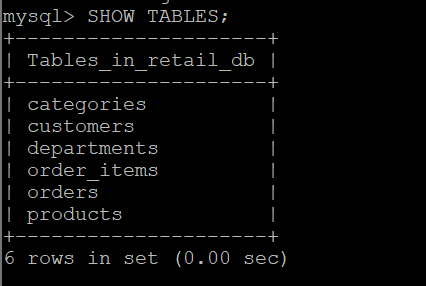 mysql> SHOW TABLES;
+---------------------+
| Tables_in_retail_db |
+---------------------+
| categories          |
| customers           |
| departments         |
| order_items         |
| orders              |
| products            |
+---------------------+
6 rows in set (0.00 sec)